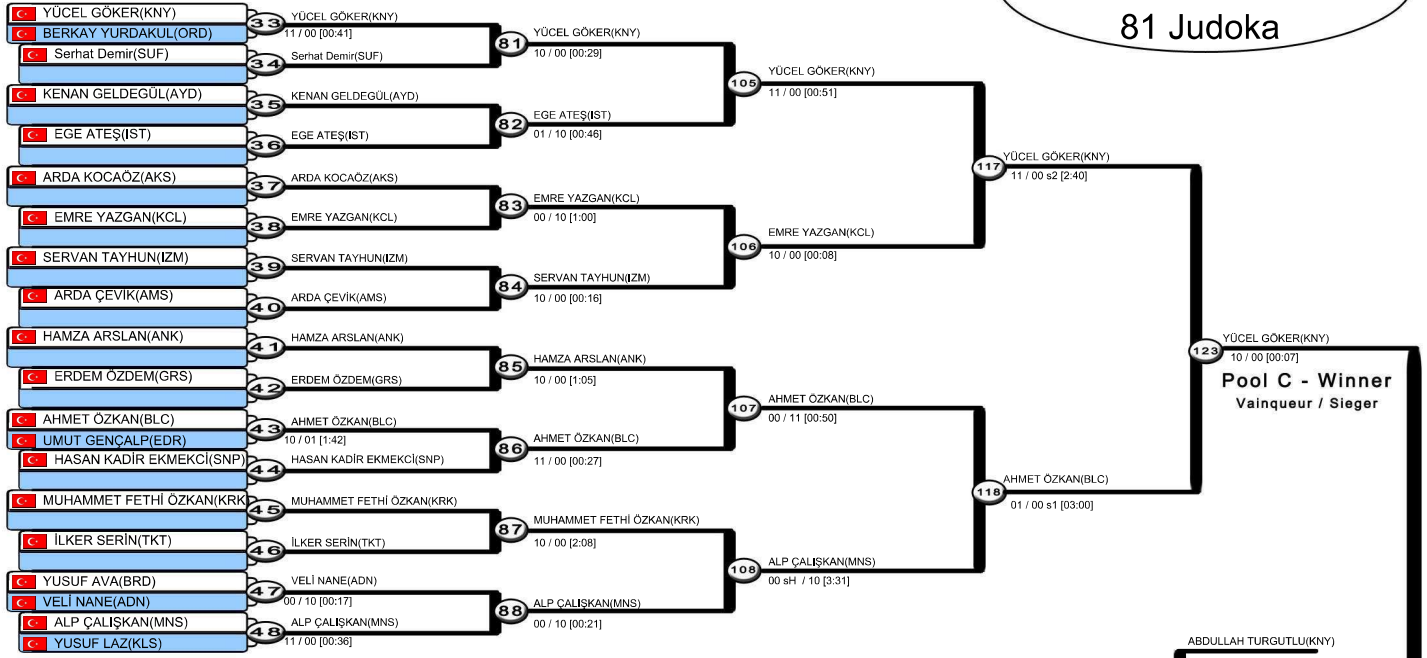 81 Judoka
YÜCEL GÖKER(KNY)
BERKAY YURDAKUL(ORD)
33
YÜCEL GÖKER(KNY)
11 / 00 [00:41]
Serhat Demir(SUF)
34
Serhat Demir(SUF)
81
YÜCEL GÖKER(KNY)
10 / 00 [00:29]
KENAN GELDEGÜL(AYD)
35
KENAN GELDEGÜL(AYD)
EGE ATEŞ(IST)
36
EGE ATEŞ(IST)
82
EGE ATEŞ(IST)
01 / 10 [00:46]
105
YÜCEL GÖKER(KNY)
11 / 00 [00:51]
ARDA KOCAÖZ(AKS)
37
ARDA KOCAÖZ(AKS)
EMRE YAZGAN(KCL)
38
EMRE YAZGAN(KCL)
83
EMRE YAZGAN(KCL)
00 / 10 [1:00]
SERVAN TAYHUN(IZM)
39
SERVAN TAYHUN(IZM)
ARDA ÇEVİK(AMS)
40
ARDA ÇEVİK(AMS)
84
SERVAN TAYHUN(IZM)
10 / 00 [00:16]
106
EMRE YAZGAN(KCL)
10 / 00 [00:08]
117
YÜCEL GÖKER(KNY)
11 / 00 s2 [2:40]
HAMZA ARSLAN(ANK)
41
HAMZA ARSLAN(ANK)
ERDEM ÖZDEM(GRS)
42
ERDEM ÖZDEM(GRS)
85
HAMZA ARSLAN(ANK)
10 / 00 [1:05]
AHMET ÖZKAN(BLC)
UMUT GENÇALP(EDR)
43
AHMET ÖZKAN(BLC)
10 / 01 [1:42]
HASAN KADİR EKMEKCİ(SNP)
44
HASAN KADİR EKMEKCİ(SNP)
86
AHMET ÖZKAN(BLC)
11 / 00 [00:27]
107
AHMET ÖZKAN(BLC)
00 / 11 [00:50]
MUHAMMET FETHİ ÖZKAN(KRK)
45
MUHAMMET FETHİ ÖZKAN(KRK)
İLKER SERİN(TKT)
46
İLKER SERİN(TKT)
87
MUHAMMET FETHİ ÖZKAN(KRK)
10 / 00 [2:08]
YUSUF AVA(BRD)
VELİ NANE(ADN)
47
VELİ NANE(ADN)
00 / 10 [00:17]
ALP ÇALIŞKAN(MNS)
YUSUF LAZ(KLS)
48
ALP ÇALIŞKAN(MNS)
11 / 00 [00:36]
88
ALP ÇALIŞKAN(MNS)
00 / 10 [00:21]
108
ALP ÇALIŞKAN(MNS)
00 sH / 10 [3:31]
118
AHMET ÖZKAN(BLC)
01 / 00 s1 [03:00]
123
YÜCEL GÖKER(KNY)
10 / 00 [00:07]
Pool C - Winner
Vainqueur / Sieger
ABDULLAH TURGUTLU(KNY)